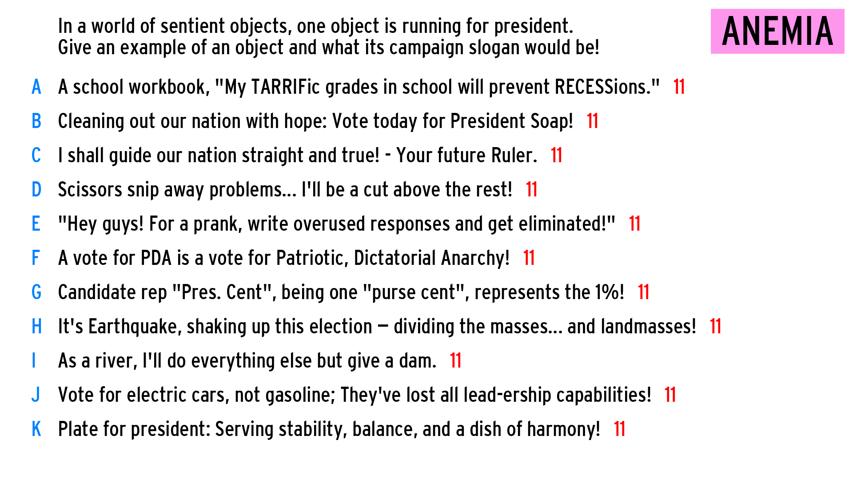 In a world of sentient objects, one object is running for president.
Give an example of an object and what its campaign slogan would be!
ANEMIA
A A school workbook, "My TARRIFic grades in school will prevent RECESSions." 11
B Cleaning out our nation with hope: Vote today for President Soap! 11
C I shall guide our nation straight and true! - Your future Ruler. 11
D Scissors snip away problems... I'll be a cut above the rest! 11
E "Hey guys! For a prank, write overused responses and get eliminated!" 11
F A vote for PDA is a vote for Patriotic, Dictatorial Anarchy! 11
G Candidate rep "Pres. Cent", being one "purse cent", represents the 1%! 11
H It's Earthquake, shaking up this election – dividing the masses... and landmasses! 11
I As a river, I'll do everything else but give a dam. 11
J Vote for electric cars, not gasoline; They've lost all lead-ership capabilities! 11
K Plate for president: Serving stability, balance, and a dish of harmony! 11